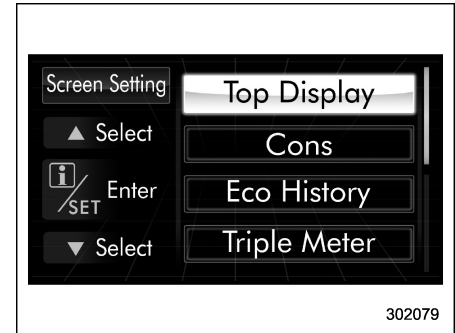 Screen Setting
Top Display
▲ Select
Cons
i/SET Enter
Eco History
▼ Select
Triple Meter
302079